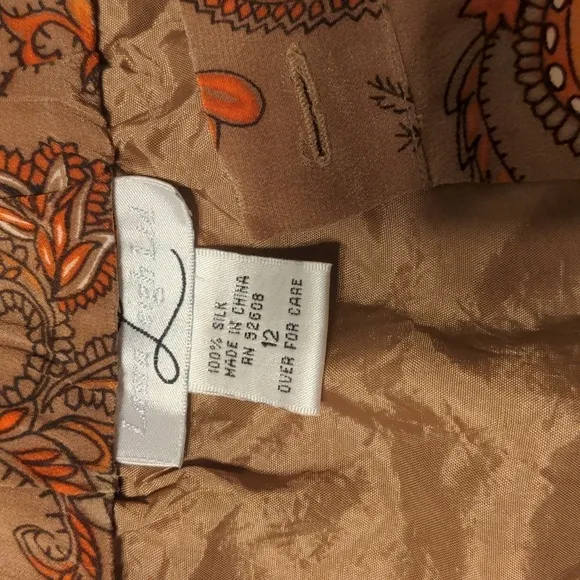 100% SILK
MADE IN CHINA
RN 92608
12
OVER FOR CARE